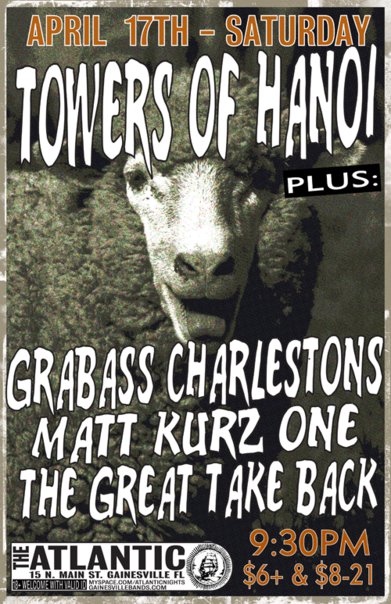 APRIL 17TH - SATURDAY
TOWERS OF HANOI
PLUS:
GRABASS CHARLESTONS
MATT KURZ ONE
THE GREAT TAKE BACK
THE ATLANTIC
15 N. MAIN ST. GAINESVILLE FL
18+ WELCOME WITH VALID ID
MYSPACE.COM/ATLANTICNIGHTS
GAINESVILLEBANDS.COM
9:30PM
$6+ & $8-21